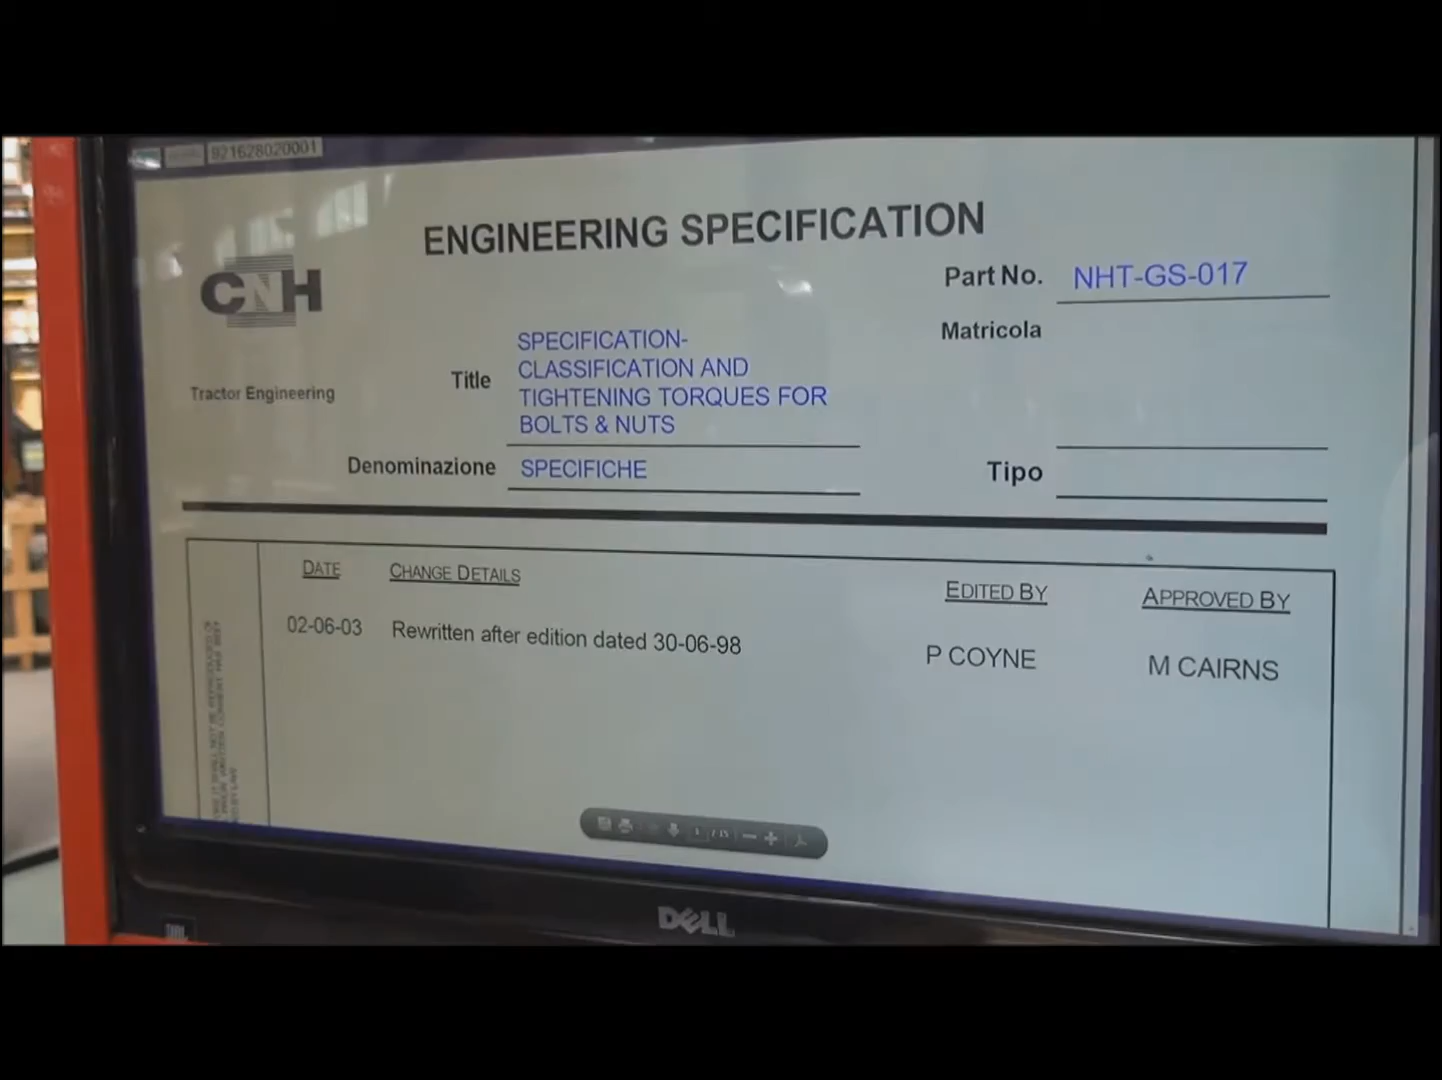 921628020001
ENGINEERING SPECIFICATION
CNH
Part No. NHT-GS-017
Matricola
Tractor Engineering
Title
SPECIFICATION-
CLASSIFICATION AND
TIGHTENING TORQUES FOR
BOLTS & NUTS
Denominazione SPECIFICHE
Tipo
DATE CHANGE DETAILS EDITED BY APPROVED BY
02-06-03 Rewritten after edition dated 30-06-98 P COYNE M CAIRNS
DELL